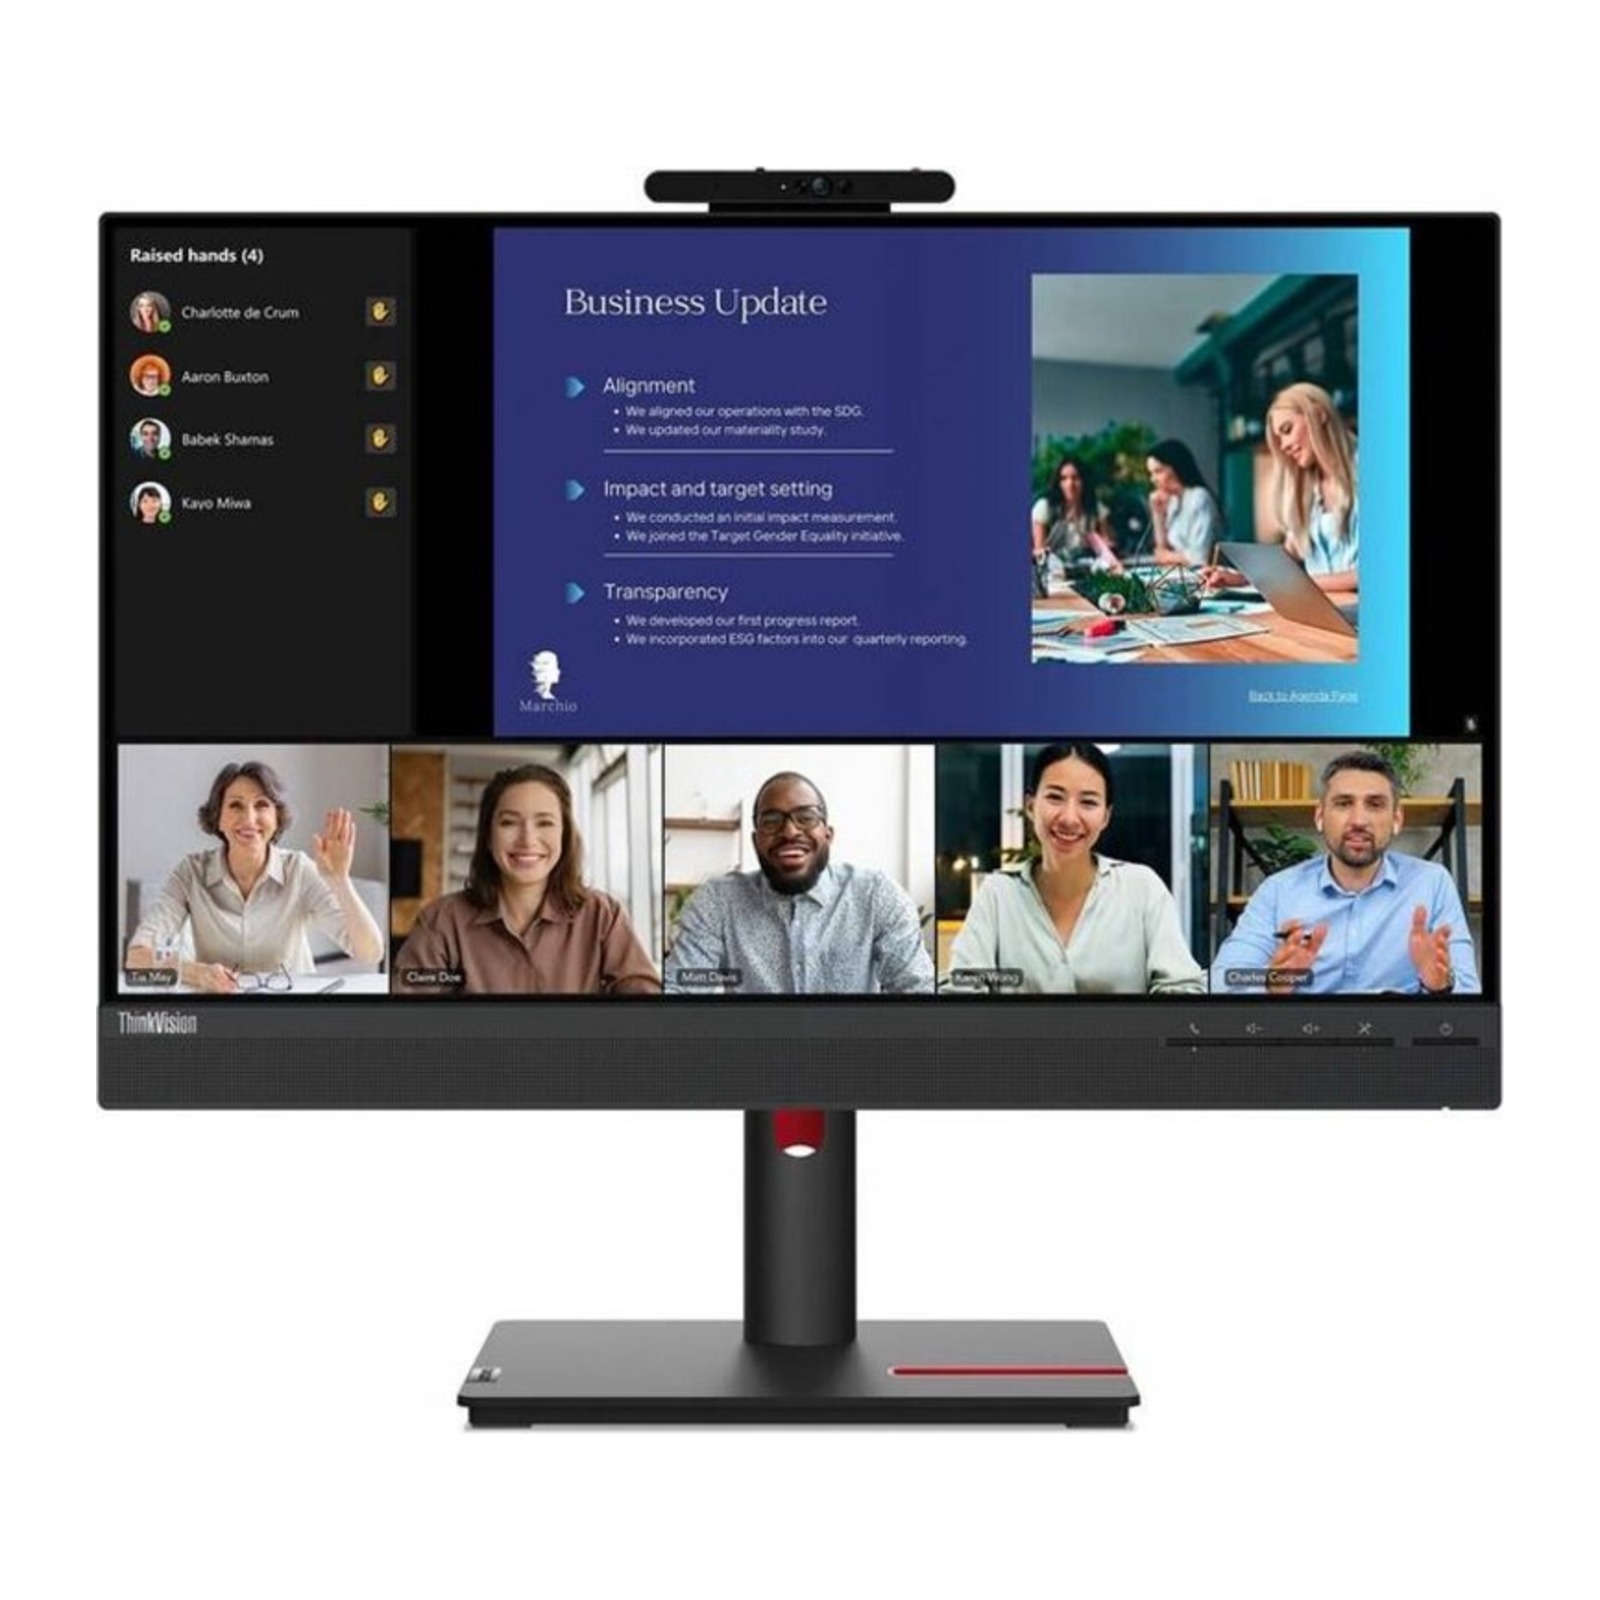 Raised hands (4)
Charlotte de Crum
Aaron Buxton
Babek Shamas
Kayo Miwa
Business Update
Alignment
• We aligned our operations with the SDG.
• We updated our materiality study.
Impact and target setting
• We conducted an initial impact measurement.
• We joined the Target Gender Equality initiative.
Transparency
• We developed our first progress report.
• We incorporated ESG factors into our quarterly reporting.
Marchio
Back to Agenda Page
Tia May
Claire Doe
Matt Davis
Karen Wong
Charles Cooper
ThinkVision